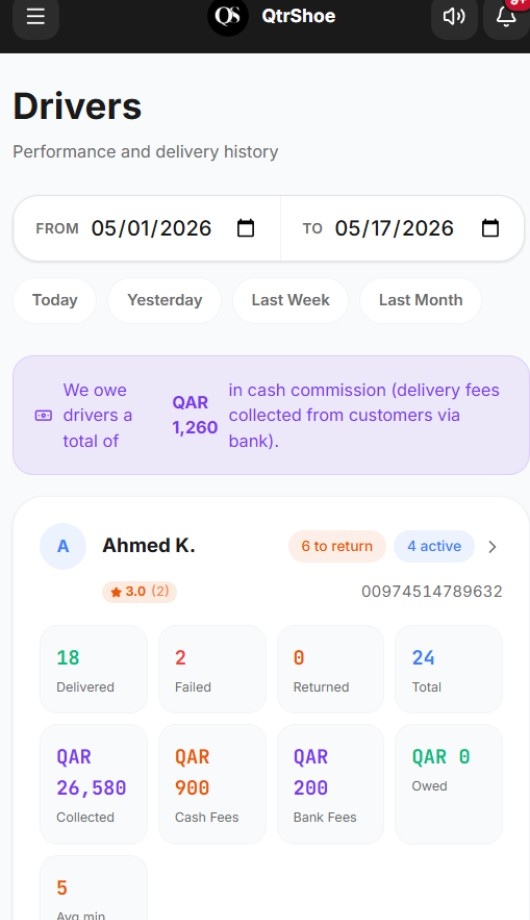 QS QtrShoe 9+
Drivers
Performance and delivery history
FROM 05/01/2026 TO 05/17/2026
Today Yesterday Last Week Last Month
We owe drivers a total of QAR 1,260 in cash commission (delivery fees collected from customers via bank).
A Ahmed K. 6 to return 4 active
3.0 (2) 00974514789632
18 2 0 24
Delivered Failed Returned Total
QAR 26,580 QAR 900 QAR 200 QAR 0
Collected Cash Fees Bank Fees Owed
5
Avg min